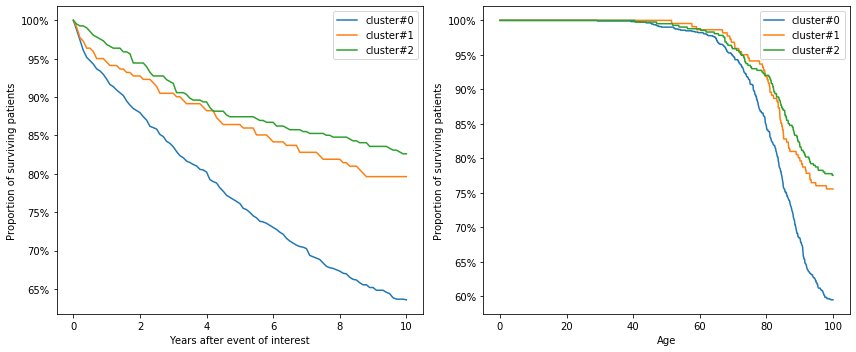 Proportion of surviving patients
100%
95%
90%
85%
80%
75%
70%
65%
0
2
4
6
8
10
Years after event of interest
cluster#0
cluster#1
cluster#2
Proportion of surviving patients
100%
95%
90%
85%
80%
75%
70%
65%
60%
0
20
40
60
80
100
Age
cluster#0
cluster#1
cluster#2